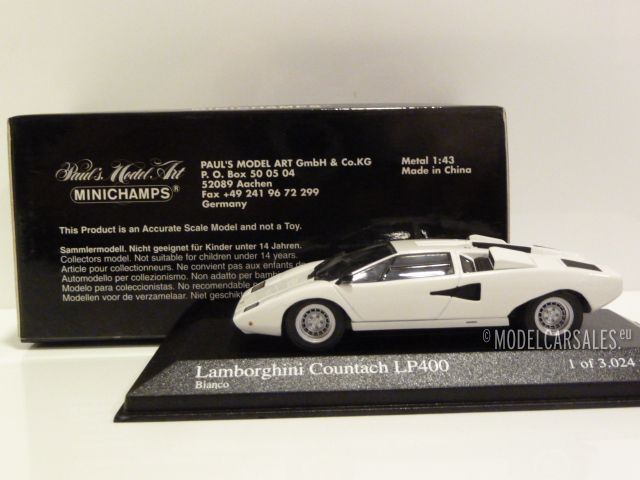 Paul's Model Art
MINICHAMPS®
PAUL'S MODEL ART GmbH & Co.KG
P. O. Box 50 05 04
52089 Aachen
Fax +49 241 96 72 299
Germany
Metal 1:43
Made in China
This Product is an Accurate Scale Model and not a Toy.
Sammlermodell. Nicht geeignet für Kinder unter 14 Jahren.
Collectors model. Not suitable for children under 14 years.
Article pour collectionneurs. Ne convient pas aux enfants
Automodello per collezionismo. Non adatto per
Modelo para coleccionistas. No recomendable
Modellen voor de verzamelaar. Niet geschikt
© MODELCARSALES.eu
Lamborghini Countach LP400
1 of 3.024
Bianco